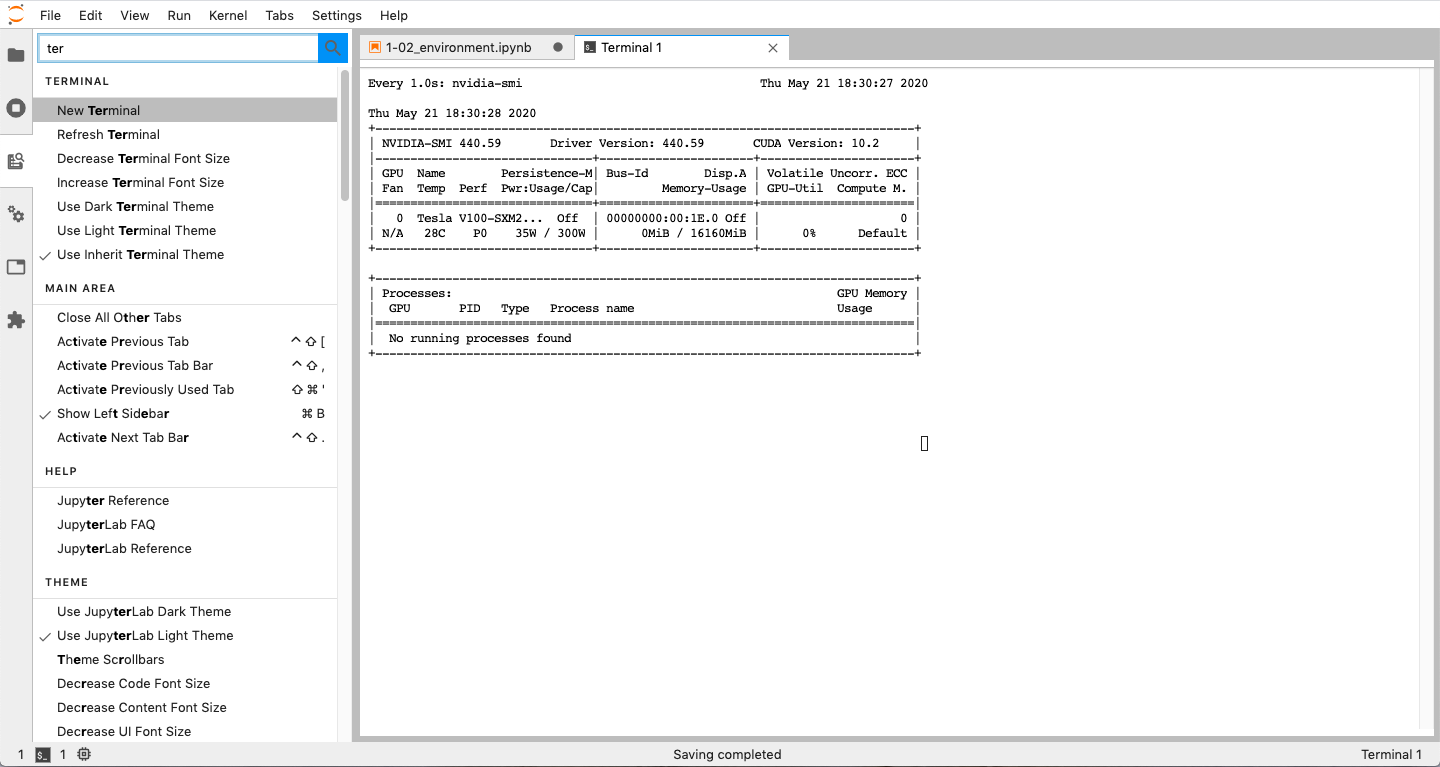 File Edit View Run Kernel Tabs Settings Help
ter
TERMINAL
New Terminal
Refresh Terminal
Decrease Terminal Font Size
Increase Terminal Font Size
Use Dark Terminal Theme
Use Light Terminal Theme
Use Inherit Terminal Theme
MAIN AREA
Close All Other Tabs
Activate Previous Tab ^ ⇧ [
Activate Previous Tab Bar ^ ⇧ ,
Activate Previously Used Tab ⇧ ⌘ '
Show Left Sidebar ⌘ B
Activate Next Tab Bar ^ ⇧ .
HELP
Jupyter Reference
JupyterLab FAQ
JupyterLab Reference
THEME
Use JupyterLab Dark Theme
Use JupyterLab Light Theme
Theme Scrollbars
Decrease Code Font Size
Decrease Content Font Size
Decrease UI Font Size
1-02_environment.ipynb
Terminal 1
Every 1.0s: nvidia-smi Thu May 21 18:30:27 2020
Thu May 21 18:30:28 2020
+-----------------------------------------------------------------------------+
| NVIDIA-SMI 440.59       Driver Version: 440.59       CUDA Version: 10.2     |
|-------------------------------+----------------------+----------------------+
| GPU  Name        Persistence-M| Bus-Id        Disp.A | Volatile Uncorr. ECC |
| Fan  Temp  Perf  Pwr:Usage/Cap|         Memory-Usage | GPU-Util  Compute M. |
|===============================+======================+======================|
|   0  Tesla V100-SXM2...  Off  | 00000000:00:1E.0 Off |                    0 |
| N/A   28C    P0    35W / 300W |      0MiB / 16160MiB |      0%      Default |
+-------------------------------+----------------------+----------------------+
+-----------------------------------------------------------------------------+
| Processes:                                                       GPU Memory |
|  GPU       PID   Type   Process name                             Usage      |
|=============================================================================|
|  No running processes found                                                 |
+-----------------------------------------------------------------------------+
1 $_ 1 Saving completed Terminal 1